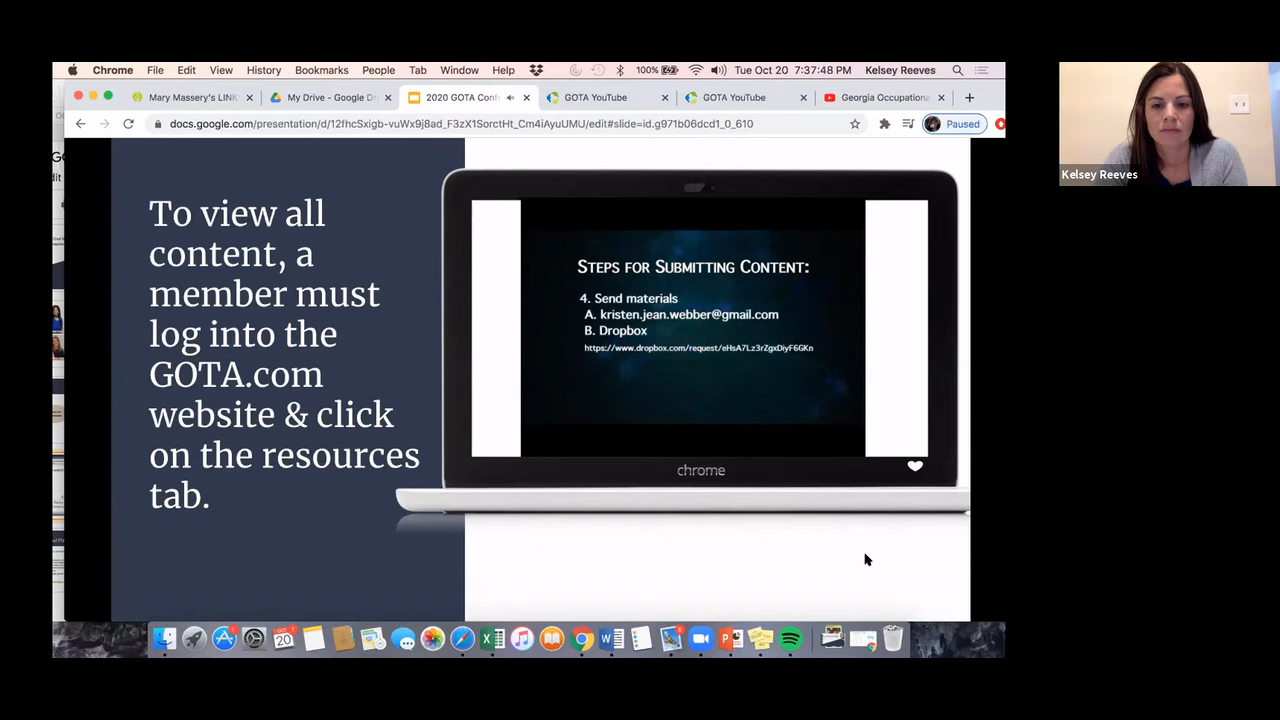 Chrome File Edit View History Bookmarks People Tab Window Help 100% Tue Oct 20 7:37:48 PM Kelsey Reeves
Mary Massery's LINK
My Drive - Google Dr
2020 GOTA Conf
GOTA YouTube
GOTA YouTube
Georgia Occupationa
docs.google.com/presentation/d/12fhcSxigb-vuWx9j8ad_F3zX1SorctHt_Cm4iAyuUMU/edit#slide=id.g971b06dcd1_0_610
Paused
Kelsey Reeves
To view all
content, a
member must
log into the
GOTA.com
website & click
on the resources
tab.
STEPS FOR SUBMITTING CONTENT:
4. Send materials
A. kristen.jean.webber@gmail.com
B. Dropbox
https://www.dropbox.com/request/eHsA7Lz3rZgxDiyF6GKn
chrome
20